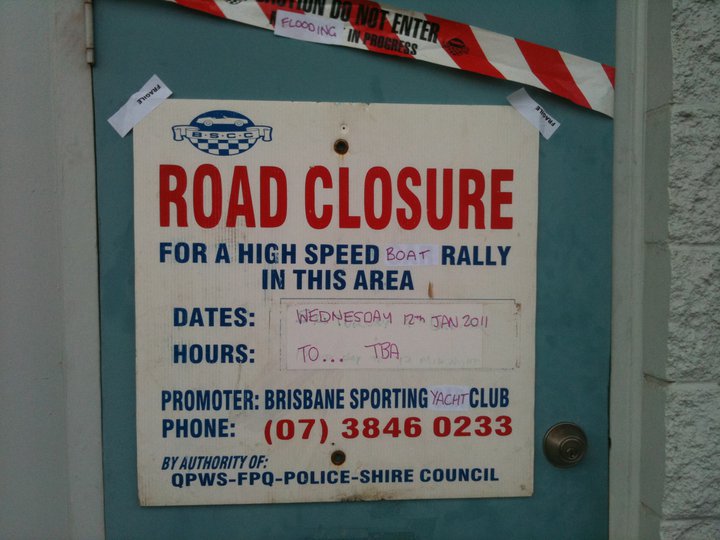 CAUTION DO NOT ENTER
FLOODING IN PROGRESS
FRAGILE
FRAGILE
B.S.C.C
ROAD CLOSURE
FOR A HIGH SPEED BOAT RALLY
IN THIS AREA
DATES: WEDNESDAY 12th JAN 2011
HOURS: TO... TBA
PROMOTER: BRISBANE SPORTING YACHT CLUB
PHONE: (07) 3846 0233
BY AUTHORITY OF:
QPWS-FPQ-POLICE-SHIRE COUNCIL